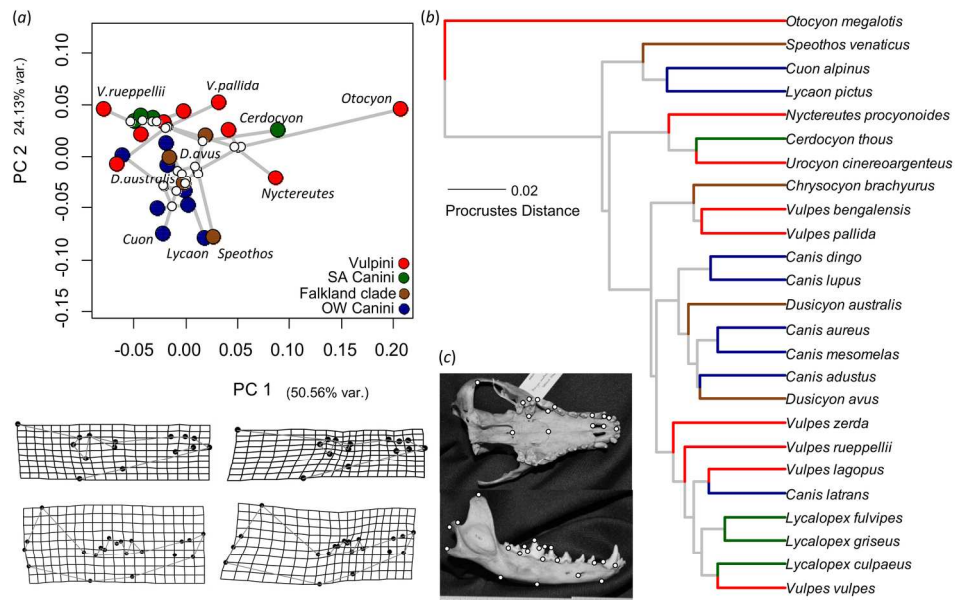 (a)
PC 2 24.13% var.)
0.10
0.05
0.00
-0.05
-0.10
-0.15
V.rueppellii
V.pallida
Otocyon
Cerdocyon
D.avus
D.australis
Nyctereutes
Cuon
Lycaon
Speothos
Vulpini
SA Canini
Falkland clade
OW Canini
-0.05
0.00
0.05
0.10
0.15
0.20
PC 1 (50.56% var.)
(b)
0.02
Procrustes Distance
Otocyon megalotis
Speothos venaticus
Cuon alpinus
Lycaon pictus
Nyctereutes procyonoides
Cerdocyon thous
Urocyon cinereoargenteus
Chrysocyon brachyurus
Vulpes bengalensis
Vulpes pallida
Canis dingo
Canis lupus
Dusicyon australis
Canis aureus
Canis mesomelas
Canis adustus
Dusicyon avus
Vulpes zerda
Vulpes rueppellii
Vulpes lagopus
Canis latrans
Lycalopex fulvipes
Lycalopex griseus
Lycalopex culpaeus
Vulpes vulpes
(c)